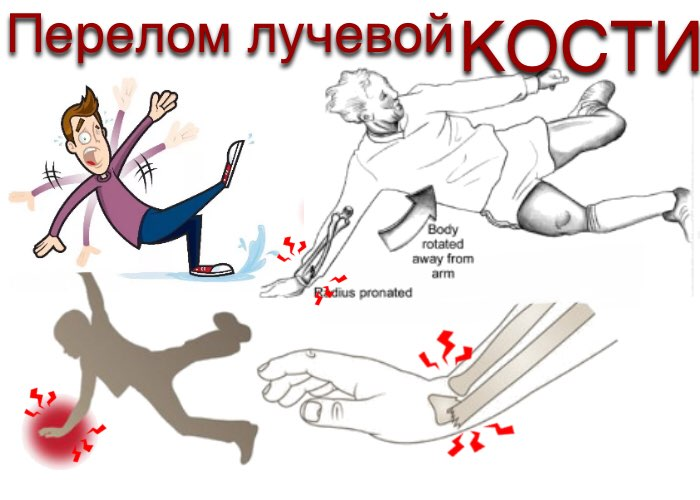 Перелом лучевой КОСТИ
Body
rotated
away from
arm
Radius pronated